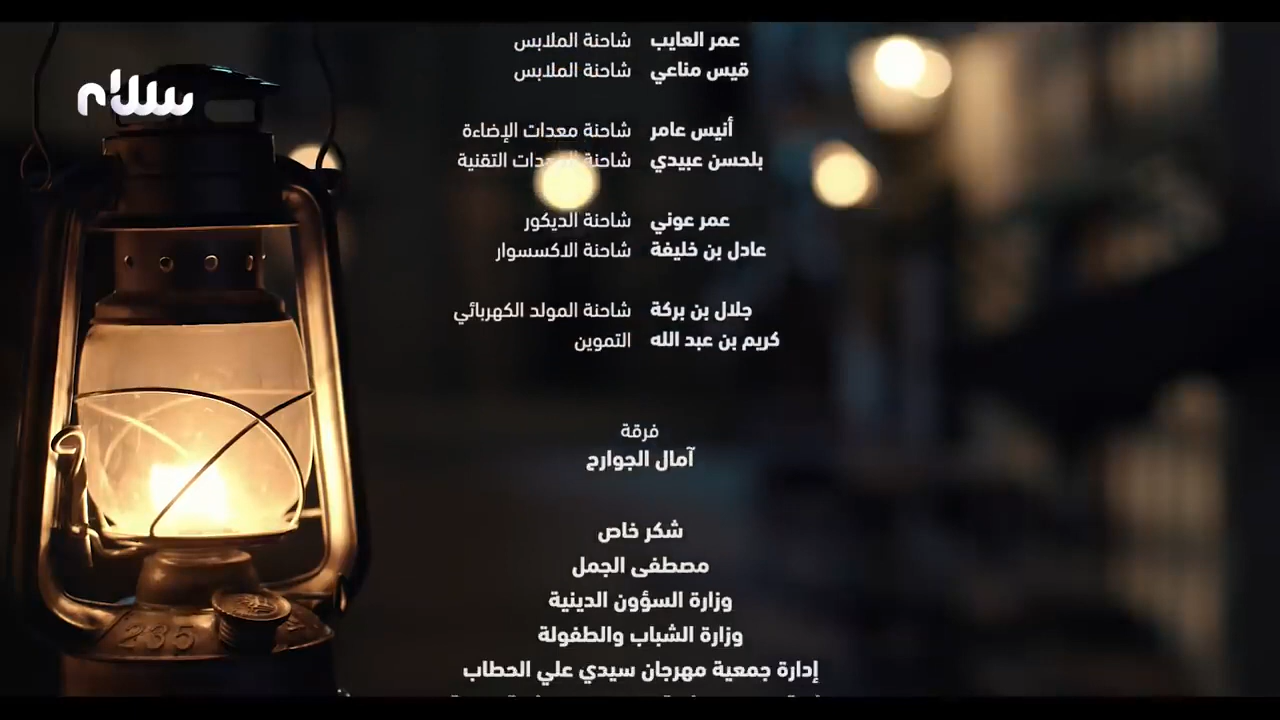 سلام
عمر العايب شاحنة الملابس
قيس مناعي شاحنة الملابس
أنيس عامر شاحنة معدات الإضاءة
بلحسن عبيدي شاحنة المعدات التقنية
عمر عوني شاحنة الديكور
عادل بن خليفة شاحنة الاكسسوار
جلال بن بركة شاحنة المولد الكهربائي
كريم بن عبد الله التموين
فرقة
آمال الجوارح
شكر خاص
مصطفى الجمل
وزارة السؤون الدينية
وزارة الشباب والطفولة
إدارة جمعية مهرجان سيدي علي الحطاب
235